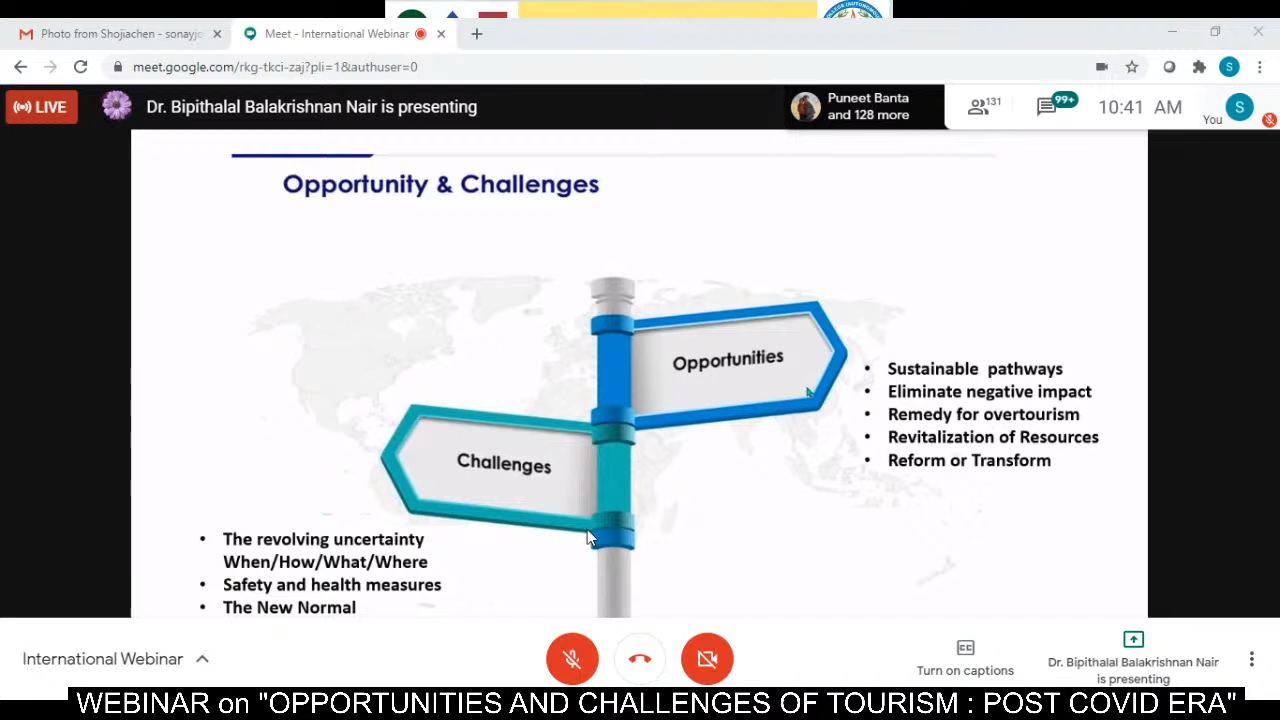 COLLEGE (AUTONOMOUS
Photo from Shojiachen - sonayjo
Meet - International Webinar
meet.google.com/rkg-tkci-zaj?pli=1&authuser=0
LIVE
Dr. Bipithalal Balakrishnan Nair is presenting
Puneet Banta
and 128 more
131
99+
10:41 AM
You
S
S
Opportunity & Challenges
Opportunities
Sustainable pathways
Eliminate negative impact
Remedy for overtourism
Revitalization of Resources
Reform or Transform
Challenges
The revolving uncertainty
When/How/What/Where
Safety and health measures
The New Normal
International Webinar
CC
Turn on captions
Dr. Bipithalal Balakrishnan Nair
is presenting
WEBINAR on "OPPORTUNITIES AND CHALLENGES OF TOURISM : POST COVID ERA"